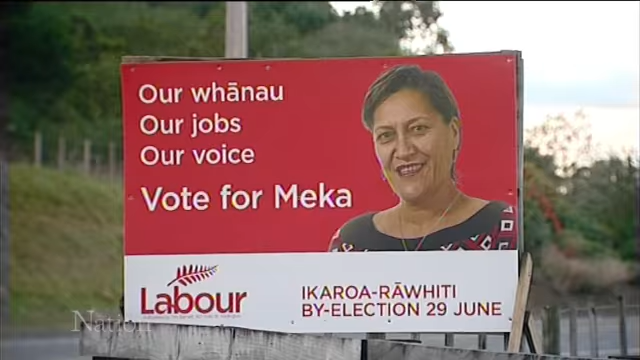 Our whānau
Our jobs
Our voice
Vote for Meka
Labour
IKAROA-RĀWHITI
BY-ELECTION 29 JUNE
Nation